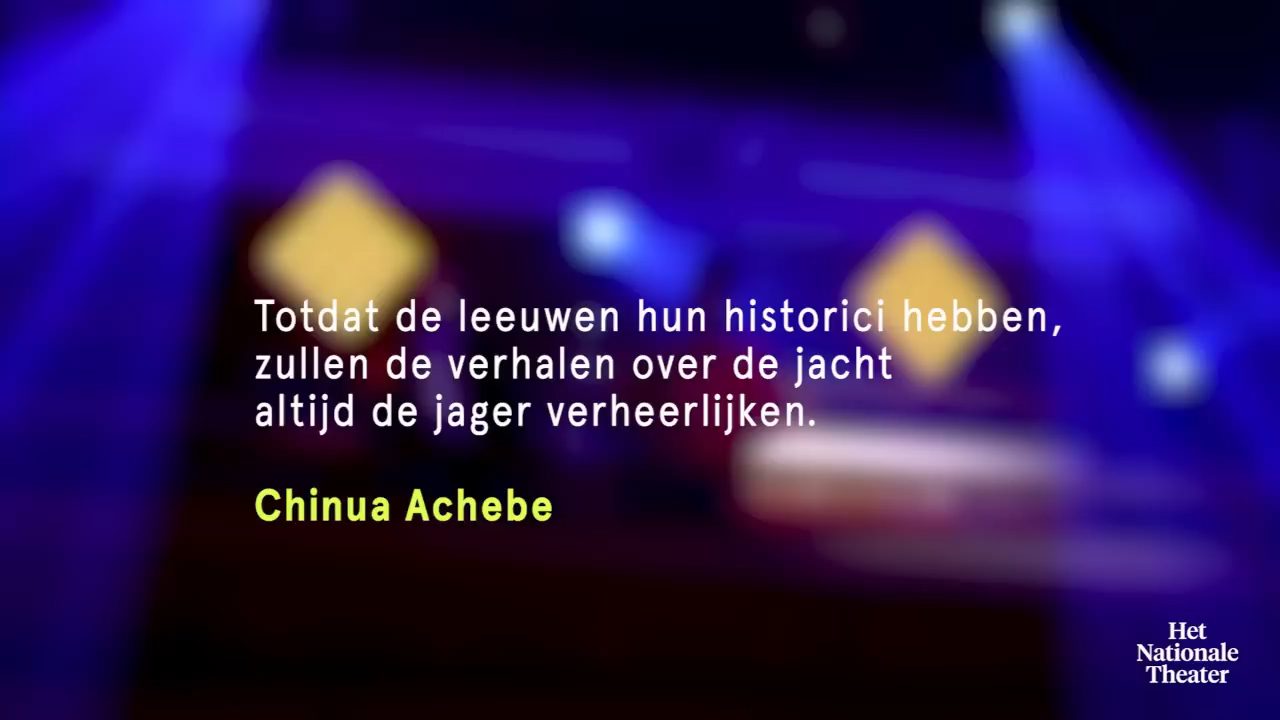 Totdat de leeuwen hun historici hebben,
zullen de verhalen over de jacht
altijd de jager verheerlijken.
Chinua Achebe
Het
Nationale
Theater